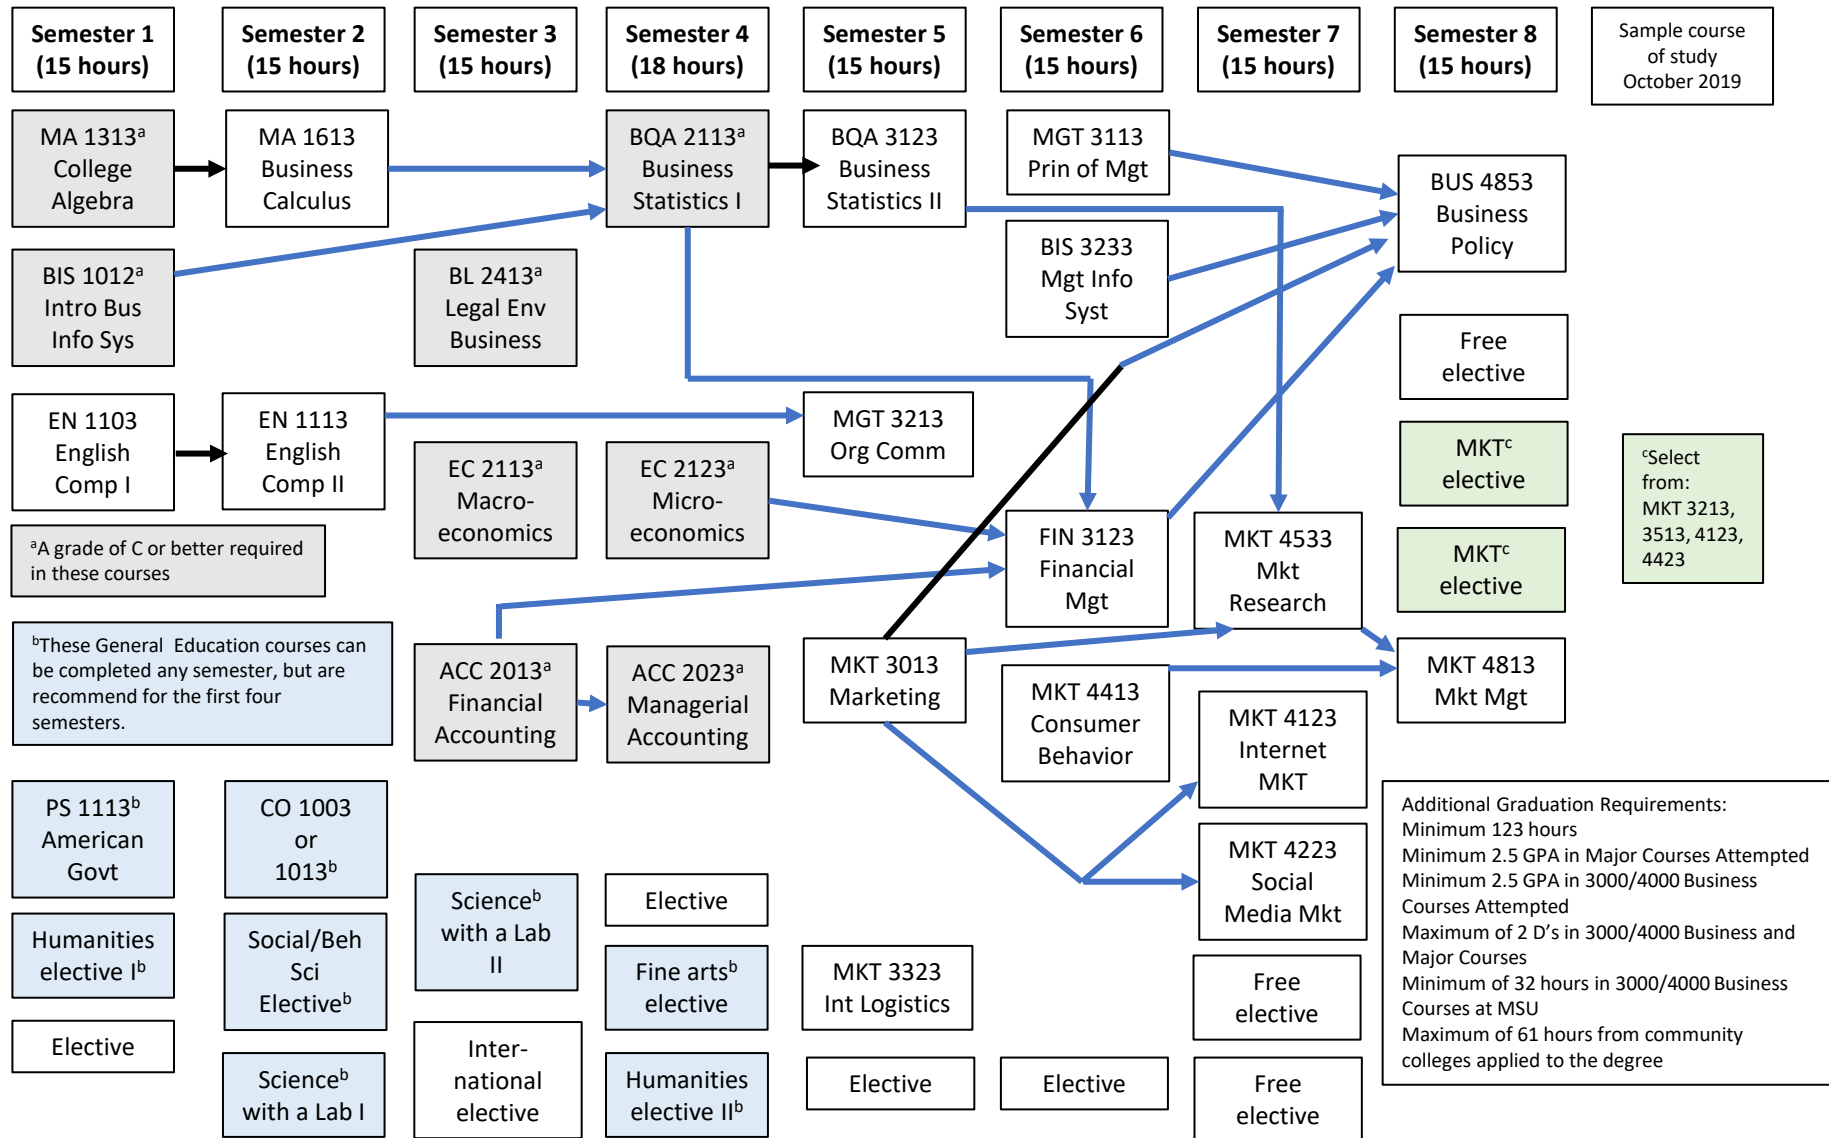 Semester 1
(15 hours)
Semester 2
(15 hours)
Semester 3
(15 hours)
Semester 4
(18 hours)
Semester 5
(15 hours)
Semester 6
(15 hours)
Semester 7
(15 hours)
Semester 8
(15 hours)
Sample course
of study
October 2019
MA 1313a
College
Algebra
MA 1613
Business
Calculus
BQA 2113a
Business
Statistics I
BQA 3123
Business
Statistics II
MGT 3113
Prin of Mgt
BUS 4853
Business
Policy
BIS 1012a
Intro Bus
Info Sys
BL 2413a
Legal Env
Business
BIS 3233
Mgt Info
Syst
Free
elective
EN 1103
English
Comp I
EN 1113
English
Comp II
MGT 3213
Org Comm
EC 2113a
Macro-
economics
EC 2123a
Micro-
economics
MKTc
elective
cSelect
from:
MKT 3213,
3513, 4123,
4423
aA grade of C or better required
in these courses
FIN 3123
Financial
Mgt
MKT 4533
Mkt
Research
MKTc
elective
bThese General  Education courses can
be completed any semester, but are
recommend for the first four
semesters.
ACC 2013a
Financial
Accounting
ACC 2023a
Managerial
Accounting
MKT 3013
Marketing
MKT 4413
Consumer
Behavior
MKT 4813
Mkt Mgt
MKT 4123
Internet
MKT
PS 1113b
American
Govt
CO 1003
or
1013b
Additional Graduation Requirements:
Minimum 123 hours
Minimum 2.5 GPA in Major Courses Attempted
Minimum 2.5 GPA in 3000/4000 Business
Courses Attempted
Maximum of 2 D's in 3000/4000 Business and
Major Courses
Minimum of 32 hours in 3000/4000 Business
Courses at MSU
Maximum of 61 hours from community
colleges applied to the degree
MKT 4223
Social
Media Mkt
Science b
with a Lab
II
Elective
Humanities
elective Ib
Social/Beh
Sci
Electiveb
Fine arts b
elective
MKT 3323
Int Logistics
Free
elective
Elective
Science b
with a Lab I
Inter-
national
elective
Humanities
elective IIb
Elective
Elective
Free
elective